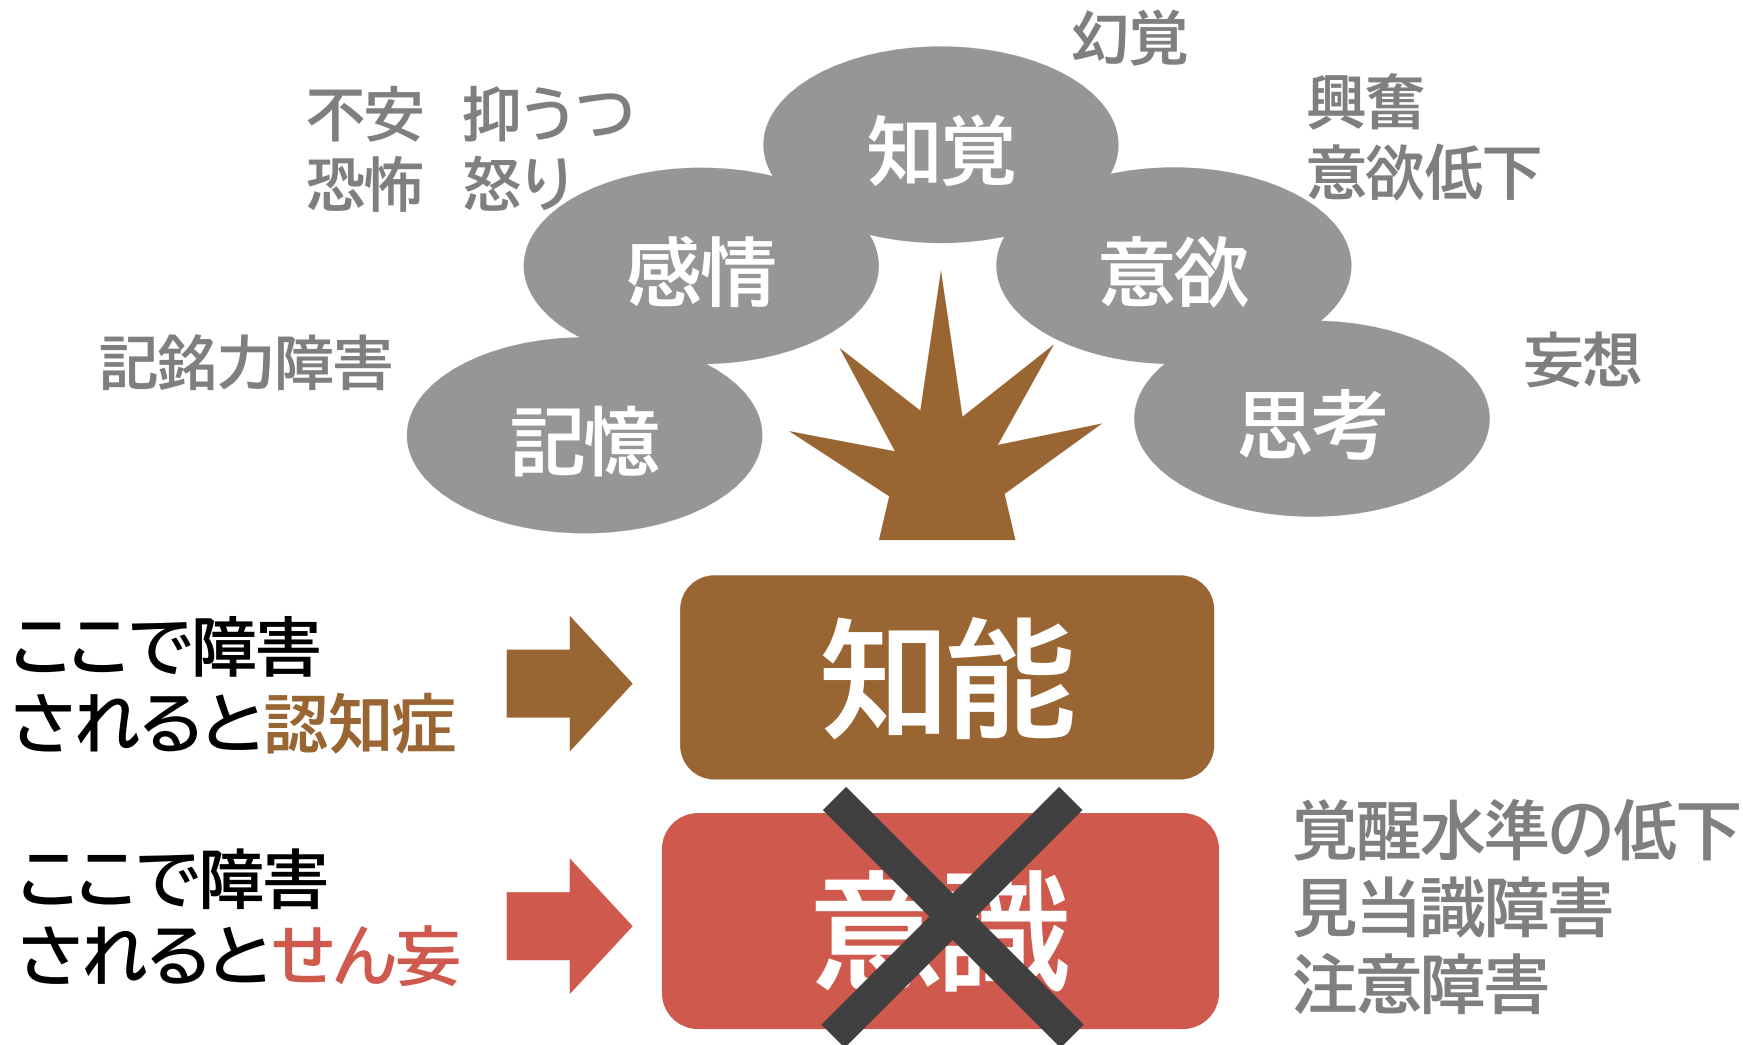 幻覚
不安 抑うつ
恐怖 怒り
知覚
興奮
意欲低下
感情
意欲
記銘力障害
妄想
記憶
思考
ここで障害
されると認知症
知能
ここで障害
されるとせん妄
意識
覚醒水準の低下
見当識障害
注意障害